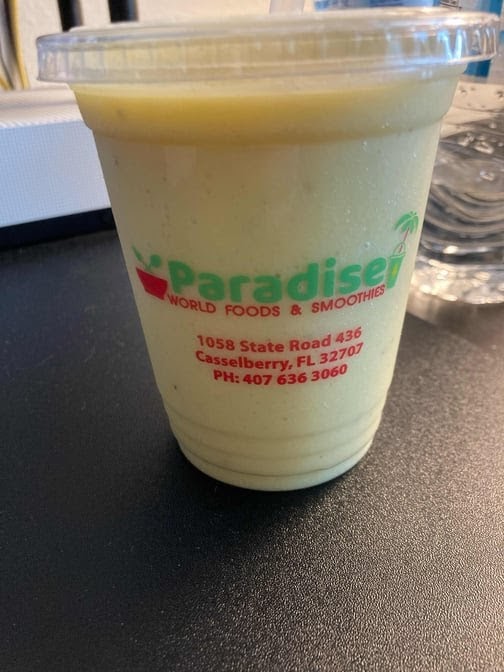 Paradise
WORLD FOODS & SMOOTHIES
1058 State Road 436
Casselberry, FL 32707
PH: 407 636 3060